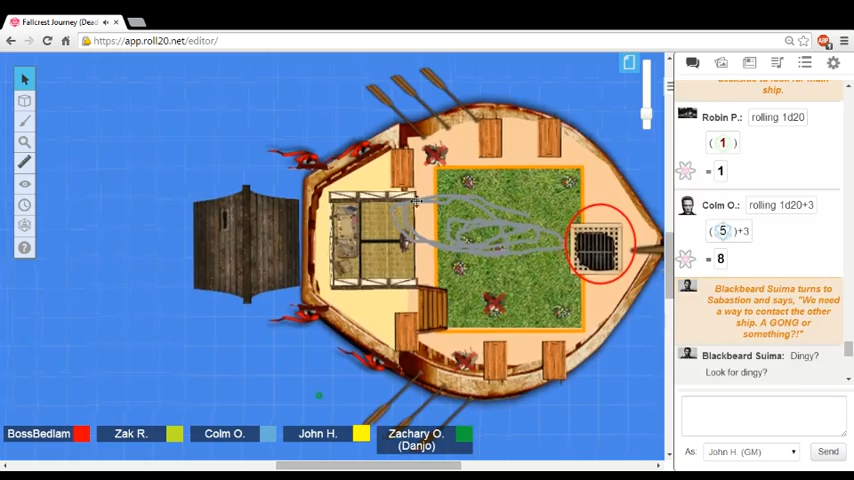 Fallcrest Journey (Dead
https://app.roll20.net/editor/
ship.
Robin P.: rolling 1d20
(1)
= 1
Colm O.: rolling 1d20+3
(5)+3
= 8
Blackbeard Suima turns to
Sabastion and says, "We need
a way to contact the other
ship. A GONG or
something?!"
Blackbeard Suima: Dingy?
Look for dingy?
BossBedlam
Zak R.
Colm O.
John H.
Zachary O.
(Danjo)
As: John H. (GM)
Send